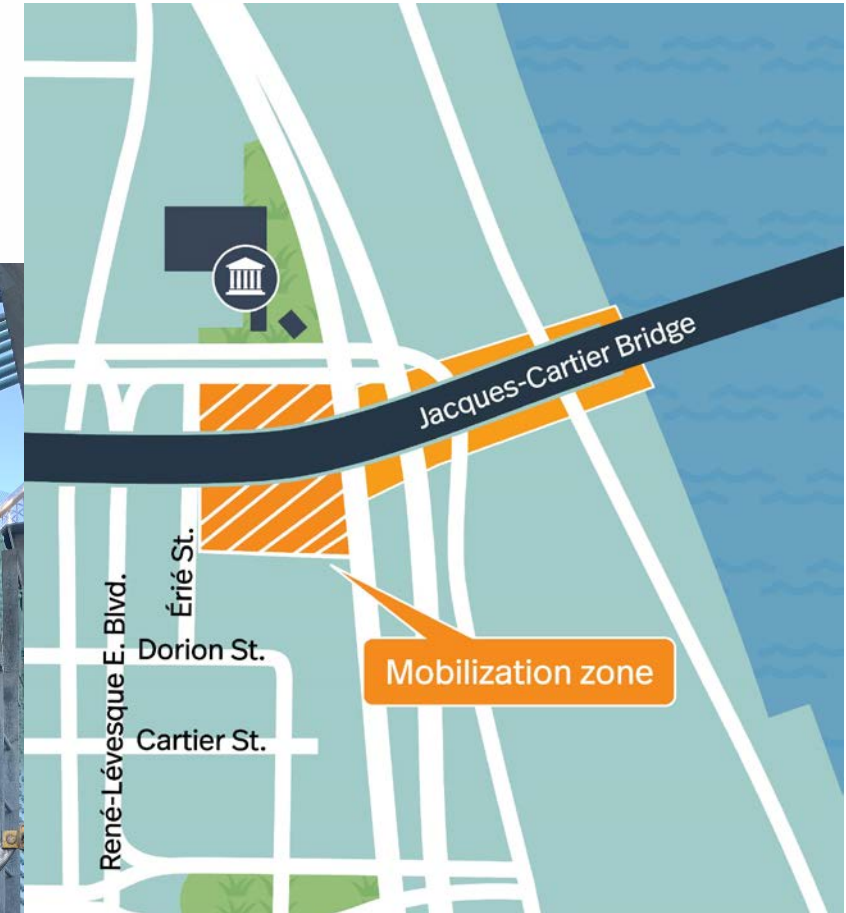 Jacques-Cartier Bridge
Érié St.
René-Lévesque E. Blvd.
Dorion St.
Mobilization zone
Cartier St.